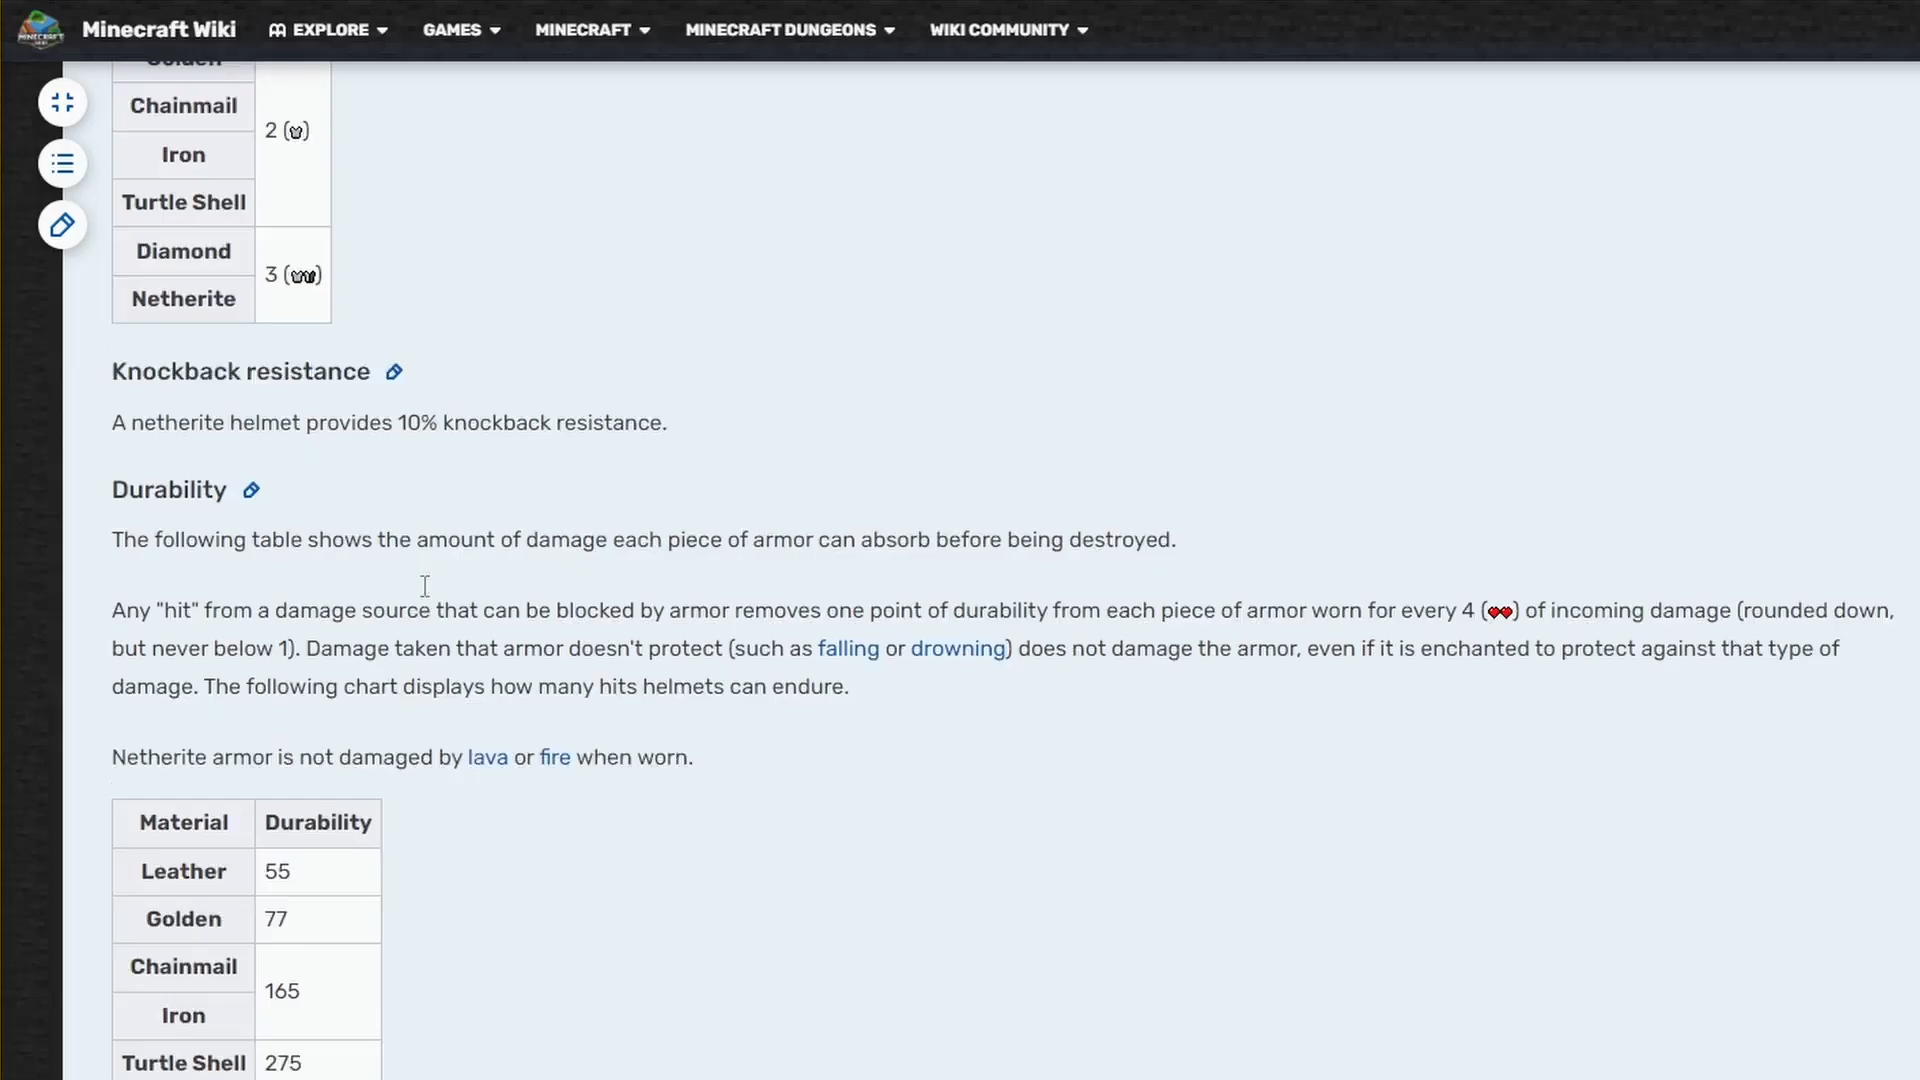 Minecraft Wiki EXPLORE GAMES MINECRAFT MINECRAFT DUNGEONS WIKI COMMUNITY
Golden
Chainmail
2 ()
Iron
Turtle Shell
Diamond
3 ()
Netherite
Knockback resistance
A netherite helmet provides 10% knockback resistance.
Durability
The following table shows the amount of damage each piece of armor can absorb before being destroyed.
Any "hit" from a damage source that can be blocked by armor removes one point of durability from each piece of armor worn for every 4 () of incoming damage (rounded down,
but never below 1). Damage taken that armor doesn't protect (such as falling or drowning) does not damage the armor, even if it is enchanted to protect against that type of
damage. The following chart displays how many hits helmets can endure.
Netherite armor is not damaged by lava or fire when worn.
Material Durability
Leather 55
Golden 77
Chainmail
165
Iron
Turtle Shell 275